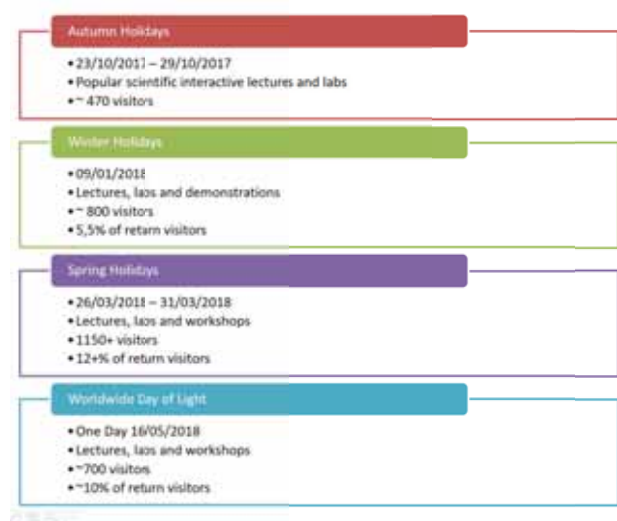 Autumn Holidays
• 23/10/2017 – 29/10/2017
• Popular scientific interactive lectures and labs
• ~ 470 visitors
Winter Holidays
• 09/01/2018
• Lectures, labs and demonstrations
• ~ 800 visitors
• 5,5% of return visitors
Spring Holidays
• 26/03/2018 – 31/03/2018
• Lectures, labs and workshops
• 1150+ visitors
• 12+% of return visitors
Worldwide Day of Light
• One Day 16/05/2018
• Lectures, labs and workshops
• ~700 visitors
• ~10% of return visitors